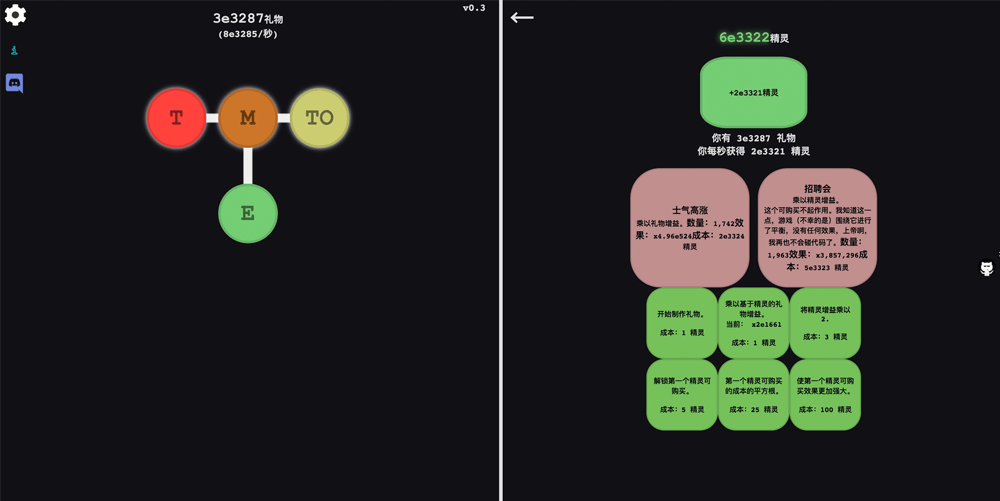 v0.3
3e3287礼物
(8e3285/秒)
T
M
TO
E
6e3322精灵
+2e3321精灵
你有 3e3287 礼物
你每秒获得 2e3321 精灵
士气高涨
乘以礼物增益。数量: 1,742效
果: x4.96e524成本: 2e3324
精灵
招聘会
乘以精灵增益。
这个可购买不起作用。我知道这一
点，游戏（不幸的是）围绕它进行
了平衡，没有任何效果，上帝啊，
我再也不会碰代码了。数量:
1,963效果: x3,857,296成
本: 5e3323 精灵
开始制作礼物。
成本: 1 精灵
乘以基于精灵的礼
物增益。
当前: x2e1661
成本: 1 精灵
将精灵增益乘以
2.
成本: 3 精灵
解锁第一个精灵可
购买。
成本: 5 精灵
第一个精灵可购买
的成本的平方根。
成本: 25 精灵
使第一个精灵可购
买效果更加强大。
成本: 100 精灵